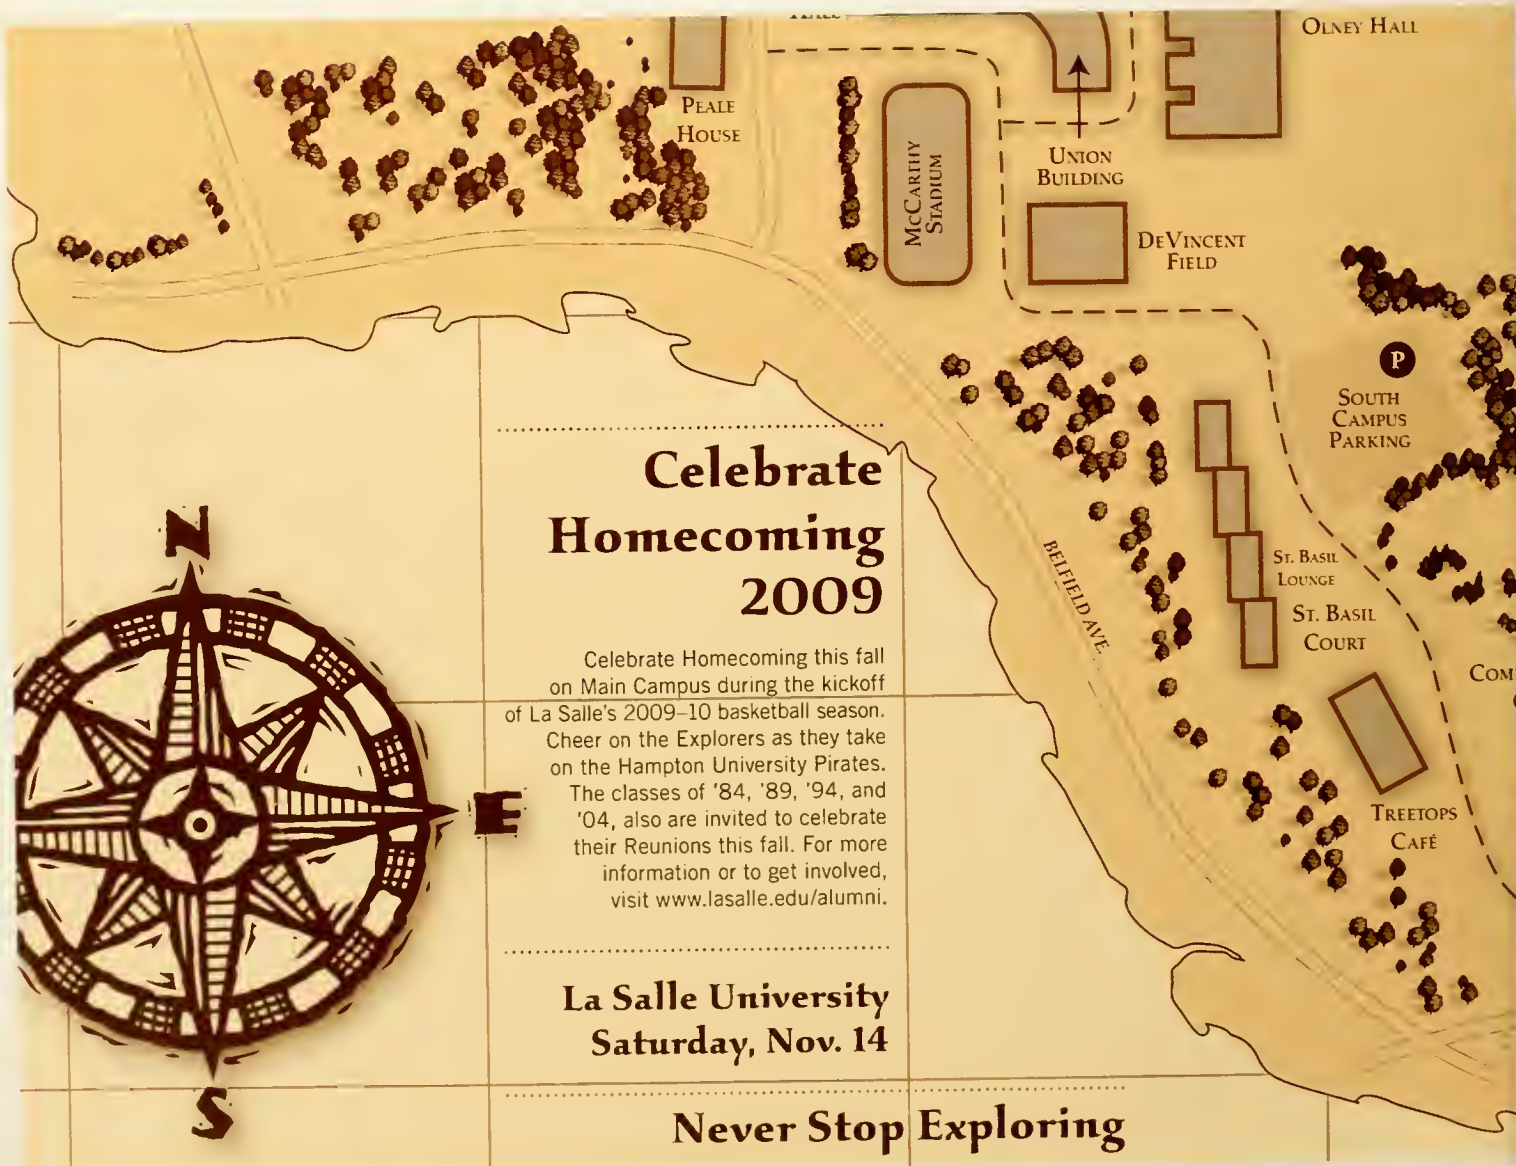 OLNEY HALL
PEALE
HOUSE
MCCARTHY
STADIUM
UNION
BUILDING
DEVINCENT
FIELD
P
SOUTH
CAMPUS
PARKING
BELFIELD AVE.
ST. BASIL
LOUNGE
ST. BASIL
COURT
TREETOPS
CAFÉ
N
E
S
Celebrate
Homecoming
2009
Celebrate Homecoming this fall
on Main Campus during the kickoff
of La Salle's 2009–10 basketball season.
Cheer on the Explorers as they take
on the Hampton University Pirates.
The classes of '84, '89, '94, and
'04, also are invited to celebrate
their Reunions this fall. For more
information or to get involved,
visit www.lasalle.edu/alumni.
La Salle University
Saturday, Nov. 14
Never Stop Exploring